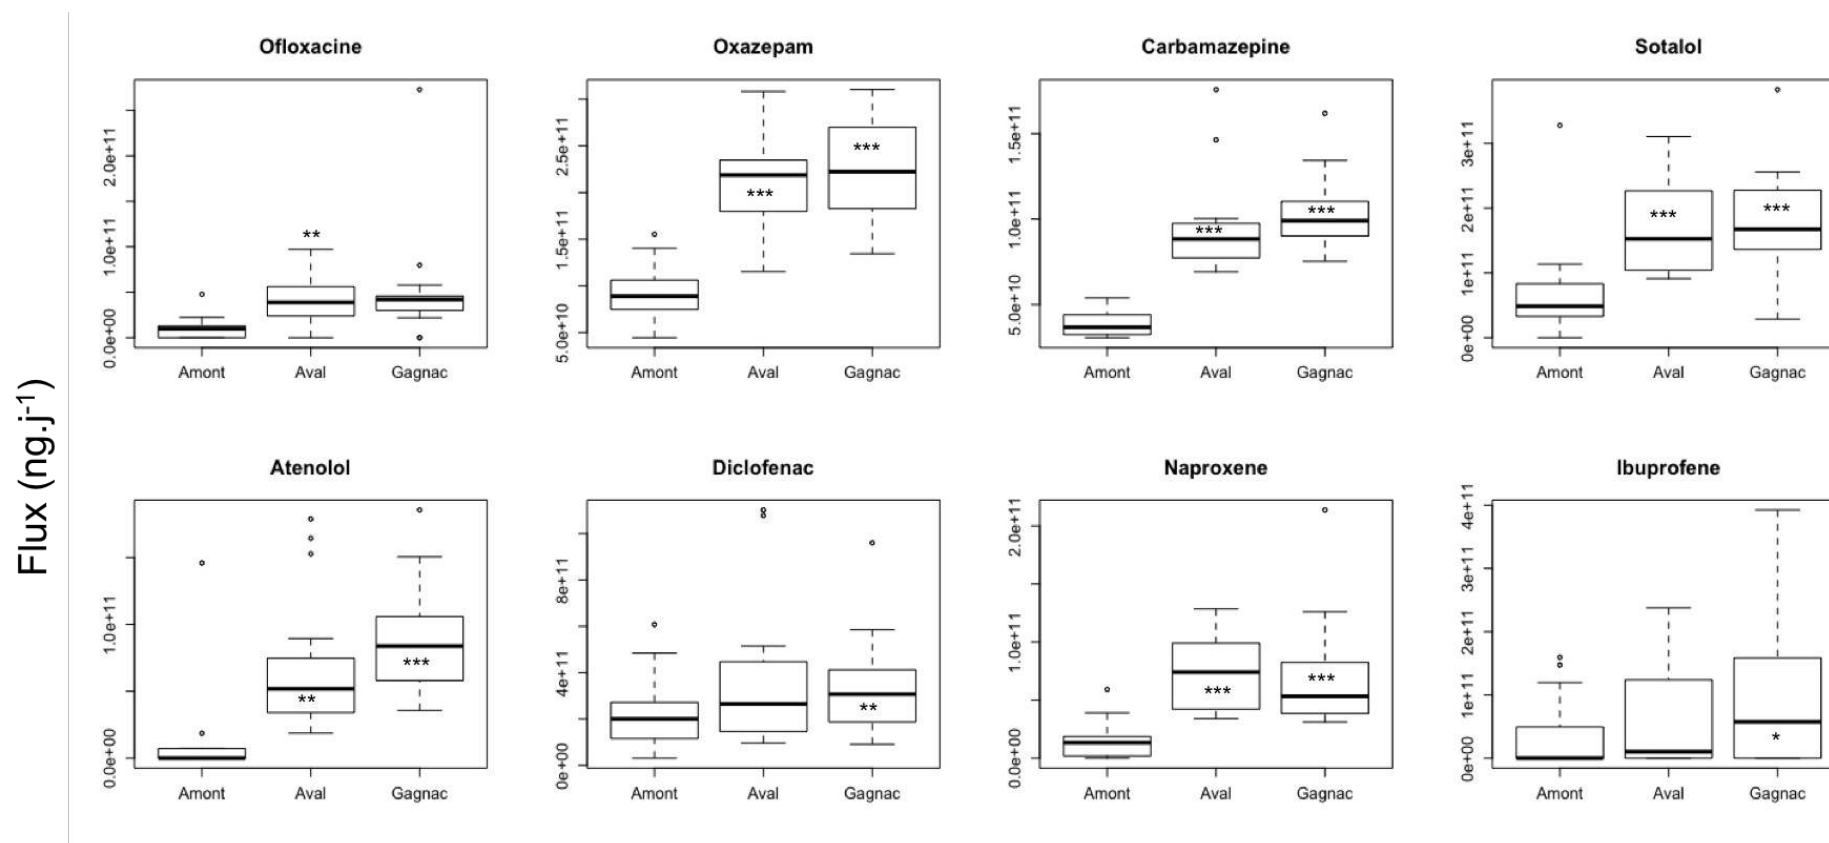 Flux (ng.j-1)
Ofloxacine
0.0e+00 1.0e+11 2.0e+11
**
Amont Aval Gagnac
Oxazepam
5.0e+10 1.5e+11 2.5e+11
*** ***
Amont Aval Gagnac
Carbamazepine
5.0e+10 1.0e+11 1.5e+11
*** ***
Amont Aval Gagnac
Sotalol
0e+00 1e+11 2e+11 3e+11
*** ***
Amont Aval Gagnac
Atenolol
0.0e+00 1.0e+11
** ***
Amont Aval Gagnac
Diclofenac
0e+00 4e+11 8e+11
**
Amont Aval Gagnac
Naproxene
0.0e+00 1.0e+11 2.0e+11
*** ***
Amont Aval Gagnac
Ibuprofene
0e+00 1e+11 2e+11 3e+11 4e+11
*
Amont Aval Gagnac